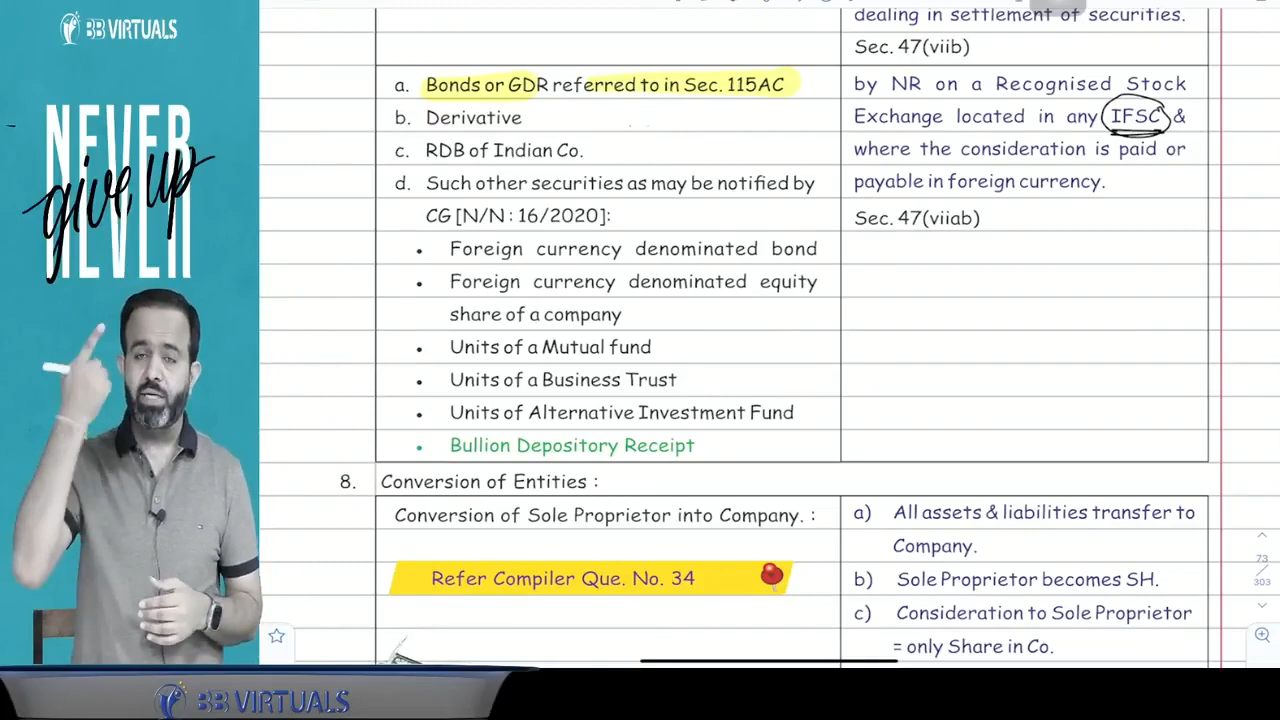 BB VIRTUALS
NEVER
give up
NEVER
dealing in settlement of securities.
Sec. 47(viib)
a. Bonds or GDR referred to in Sec. 115AC
b. Derivative
c. RDB of Indian Co.
d. Such other securities as may be notified by
CG [N/N : 16/2020]:
• Foreign currency denominated bond
• Foreign currency denominated equity
share of a company
• Units of a Mutual fund
• Units of a Business Trust
• Units of Alternative Investment Fund
• Bullion Depository Receipt
by NR on a Recognised Stock
Exchange located in any IFSC &
where the consideration is paid or
payable in foreign currency.
Sec. 47(viiab)
8. Conversion of Entities :
Conversion of Sole Proprietor into Company. :
Refer Compiler Que. No. 34
a) All assets & liabilities transfer to
Company.
b) Sole Proprietor becomes SH.
c) Consideration to Sole Proprietor
= only Share in Co.
73
/
303
BB VIRTUALS